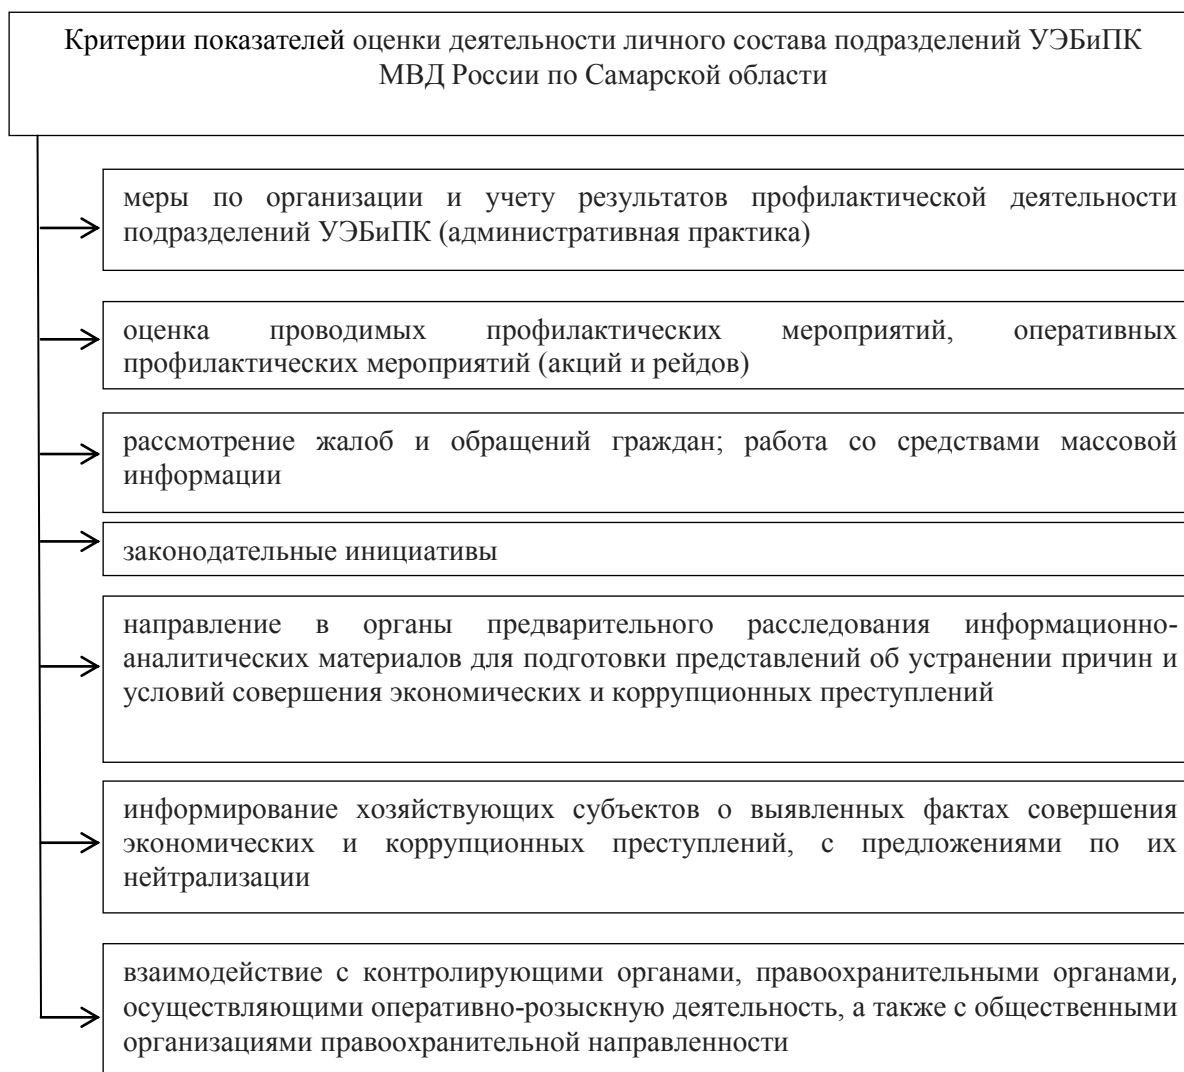 Критерии показателей оценки деятельности личного состава подразделений УЭБиПК
МВД России по Самарской области
меры по организации и учету результатов профилактической деятельности
подразделений УЭБиПК (административная практика)
оценка проводимых профилактических мероприятий, оперативных
профилактических мероприятий (акций и рейдов)
рассмотрение жалоб и обращений граждан; работа со средствами массовой
информации
законодательные инициативы
направление в органы предварительного расследования информационно-
аналитических материалов для подготовки представлений об устранении причин и
условий совершения экономических и коррупционных преступлений
информирование хозяйствующих субъектов о выявленных фактах совершения
экономических и коррупционных преступлений, с предложениями по их
нейтрализации
взаимодействие с контролирующими органами, правоохранительными органами,
осуществляющими оперативно-розыскную деятельность, а также с общественными
организациями правоохранительной направленности